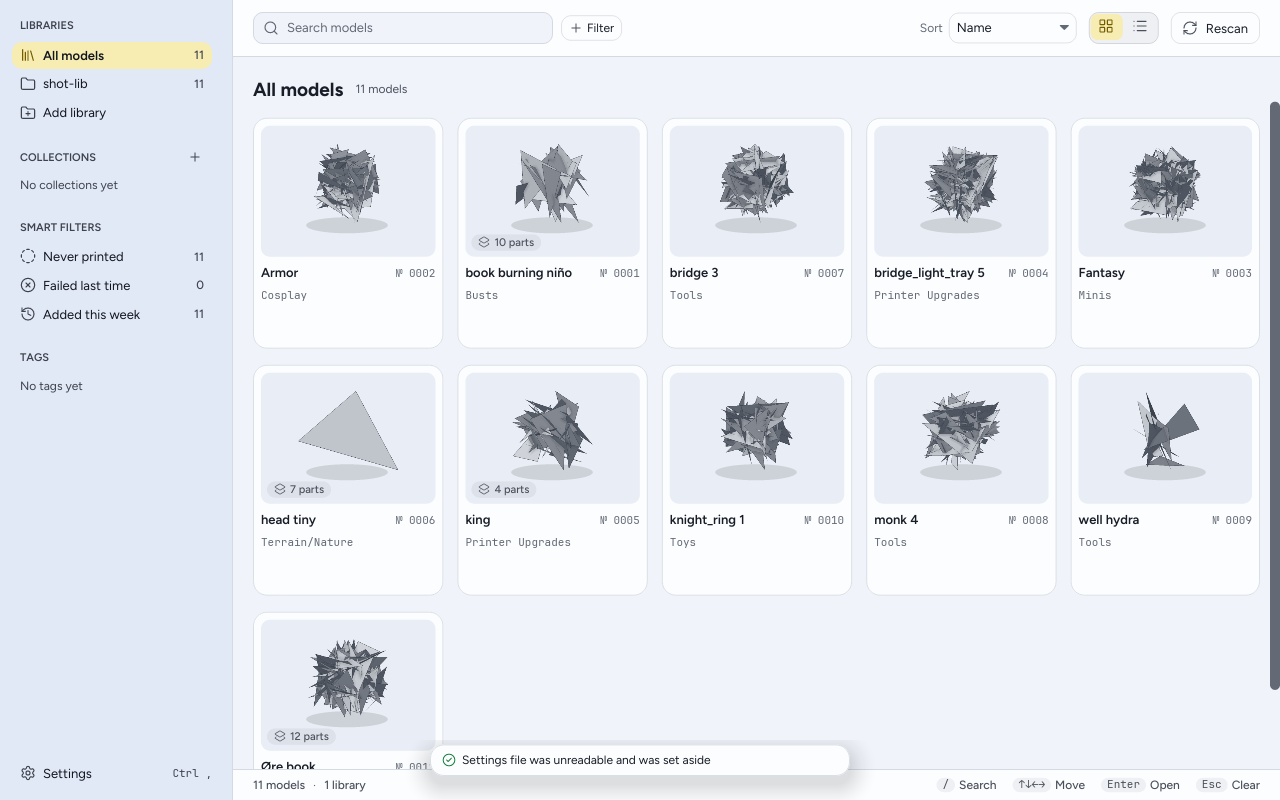 LIBRARIES
All models 11
shot-lib 11
Add library
COLLECTIONS
No collections yet
SMART FILTERS
Never printed 11
Failed last time 0
Added this week 11
TAGS
No tags yet
Settings Ctrl ,
Search models
Filter
Sort Name
Rescan
All models 11 models
Armor № 0002
Cosplay
10 parts
book burning niño № 0001
Busts
bridge 3 № 0007
Tools
bridge_light_tray 5 № 0004
Printer Upgrades
Fantasy № 0003
Minis
7 parts
head tiny № 0006
Terrain/Nature
4 parts
king № 0005
Printer Upgrades
knight_ring 1 № 0010
Toys
monk 4 № 0008
Tools
well hydra № 0009
Tools
12 parts
Øre book
Settings file was unreadable and was set aside
11 models · 1 library
/ Search ↑↓←→ Move Enter Open Esc Clear